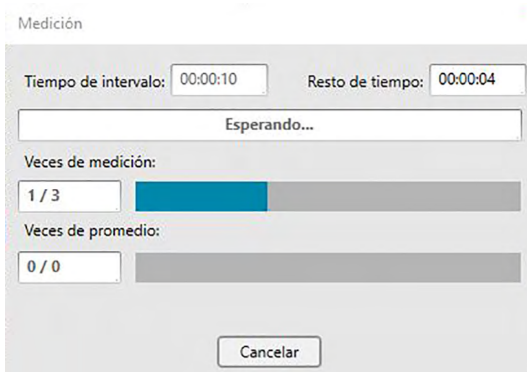 Medición
Tiempo de intervalo: 00:00:10 Resto de tiempo: 00:00:04
Esperando...
Veces de medición:
1 / 3
Veces de promedio:
0 / 0
Cancelar